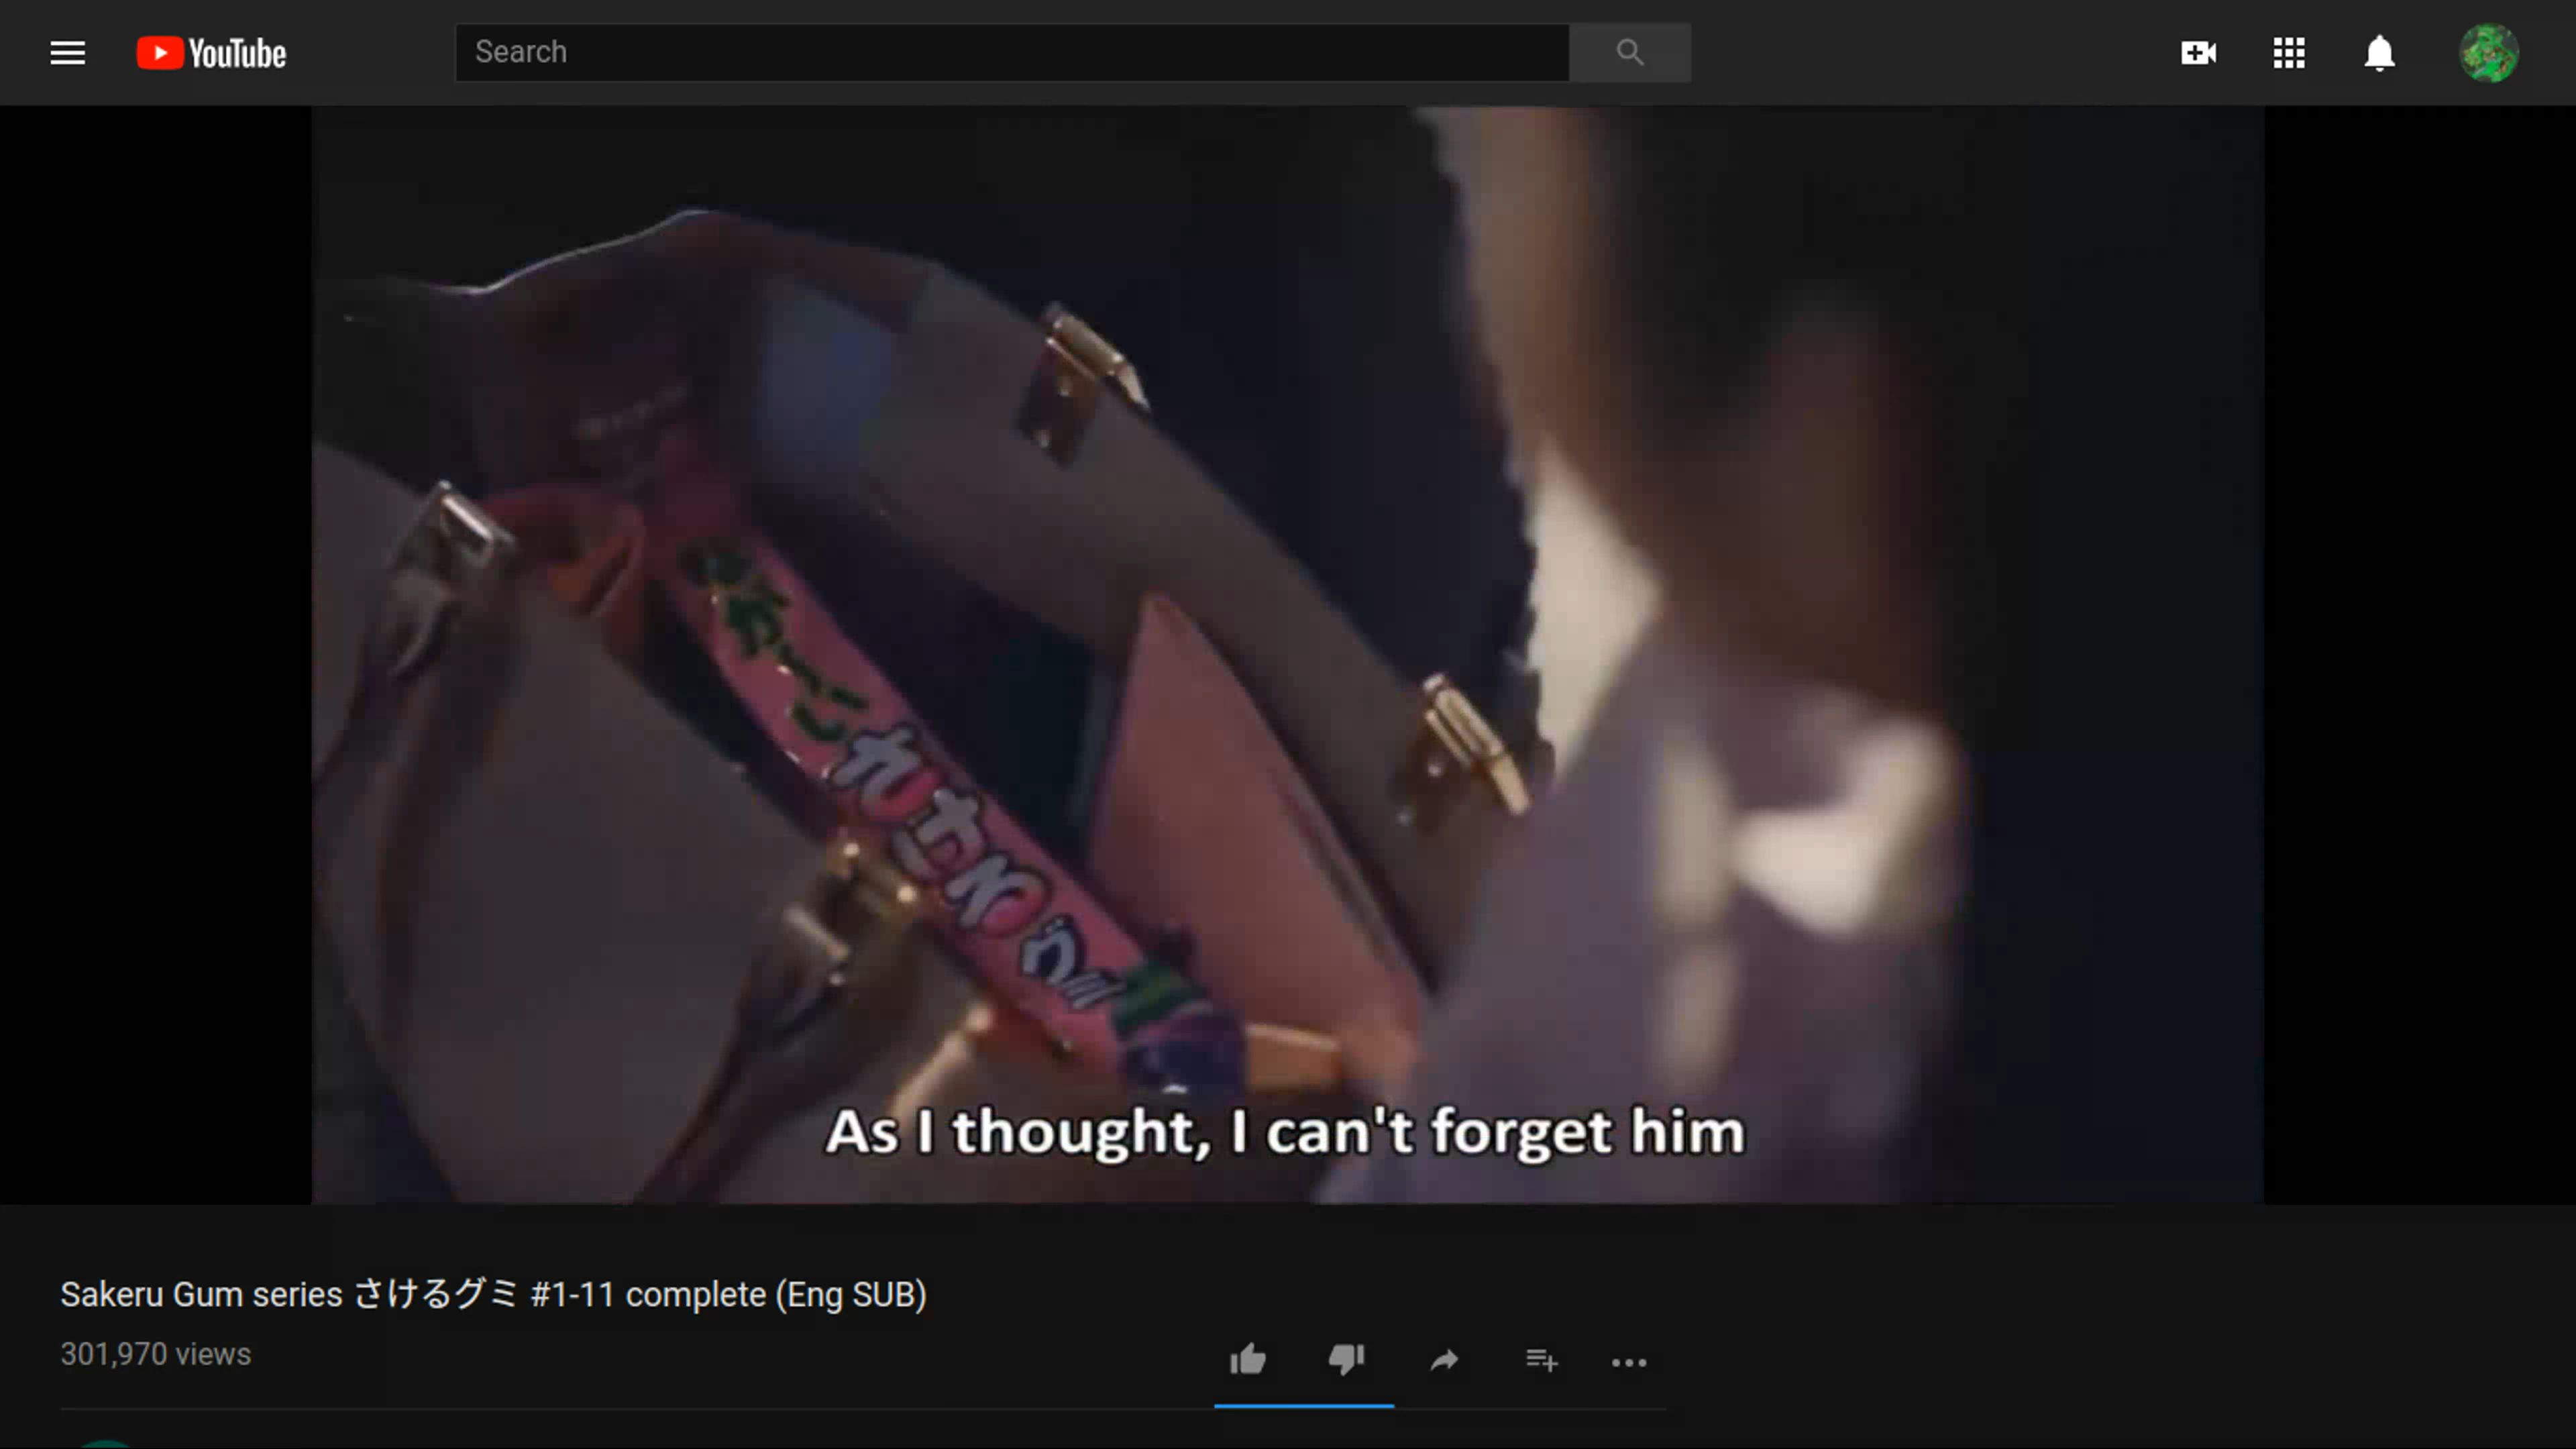 YouTube
Search
As I thought, I can't forget him
Sakeru Gum series さけるグミ #1-11 complete (Eng SUB)
301,970 views